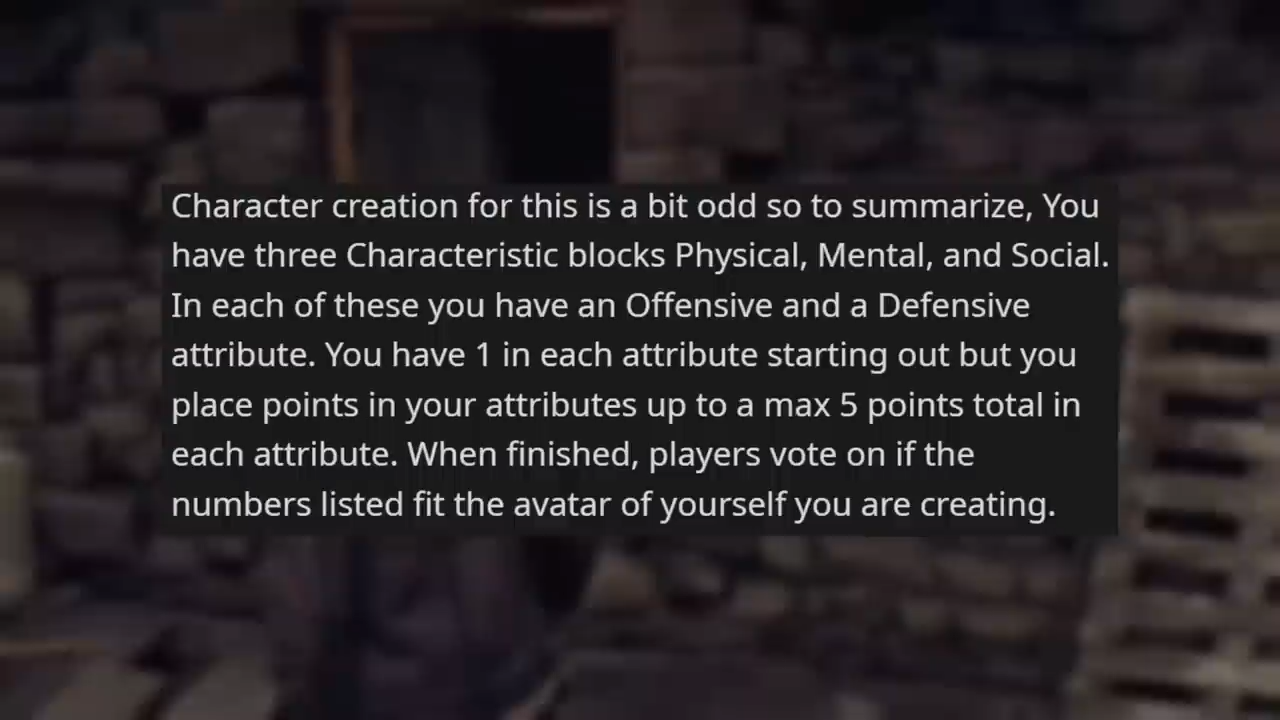 Character creation for this is a bit odd so to summarize, You
have three Characteristic blocks Physical, Mental, and Social.
In each of these you have an Offensive and a Defensive
attribute. You have 1 in each attribute starting out but you
place points in your attributes up to a max 5 points total in
each attribute. When finished, players vote on if the
numbers listed fit the avatar of yourself you are creating.